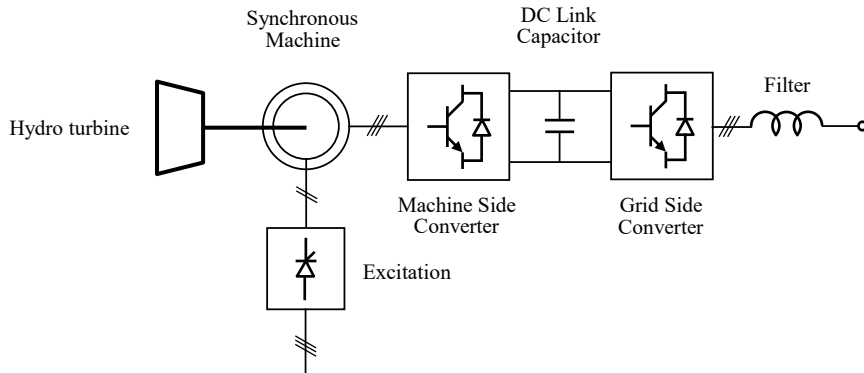 Synchronous
Machine
DC Link
Capacitor
Filter
Hydro turbine
Machine Side
Converter
Grid Side
Converter
Excitation